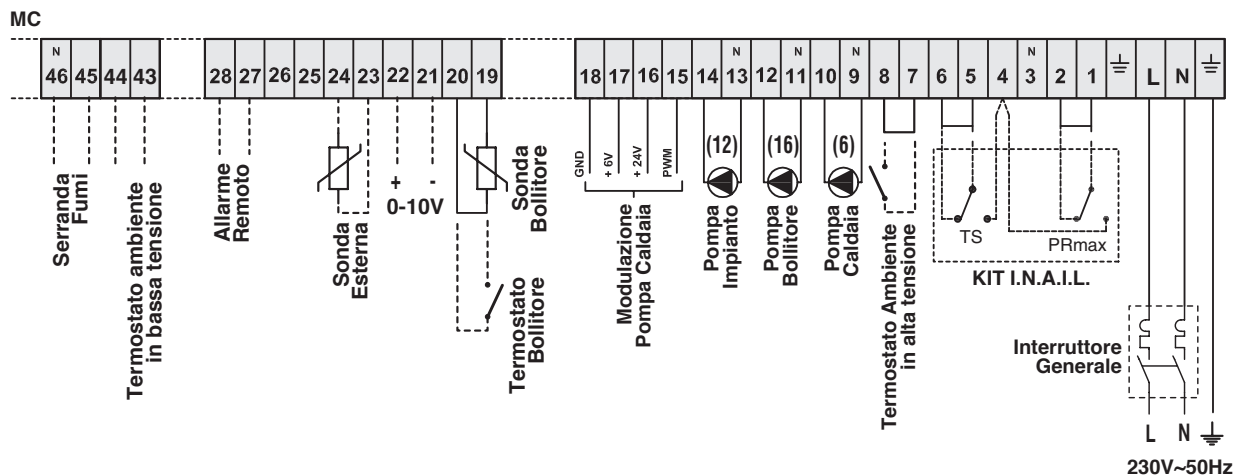 MC
N N N N N
46 45 44 43 28 27 26 25 24 23 22 21 20 19 18 17 16 15 14 13 12 11 10 9 8 7 6 5 4 3 2 1 L N
Serranda
Fumi
Termostato ambiente
in bassa tensione
Allarme
Remoto
Sonda
Esterna
+ -
0-10V
Sonda
Bollitore
Termostato
Bollitore
GND
+ 6V
+ 24V
PWM
Modulazione
Pompa Caldaia
(12)
Pompa
Impianto
(16)
Pompa
Bollitore
(6)
Pompa
Caldaia
Termostato Ambiente
in alta tensione
TS
PRmax
KIT I.N.A.I.L.
Interruttore
Generale
L N
230V~50Hz